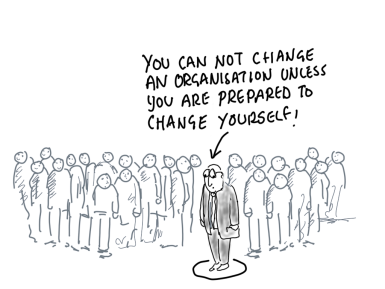 YOU CAN NOT CHANGE
AN ORGANISATION UNLESS
YOU ARE PREPARED TO
CHANGE YOURSELF!